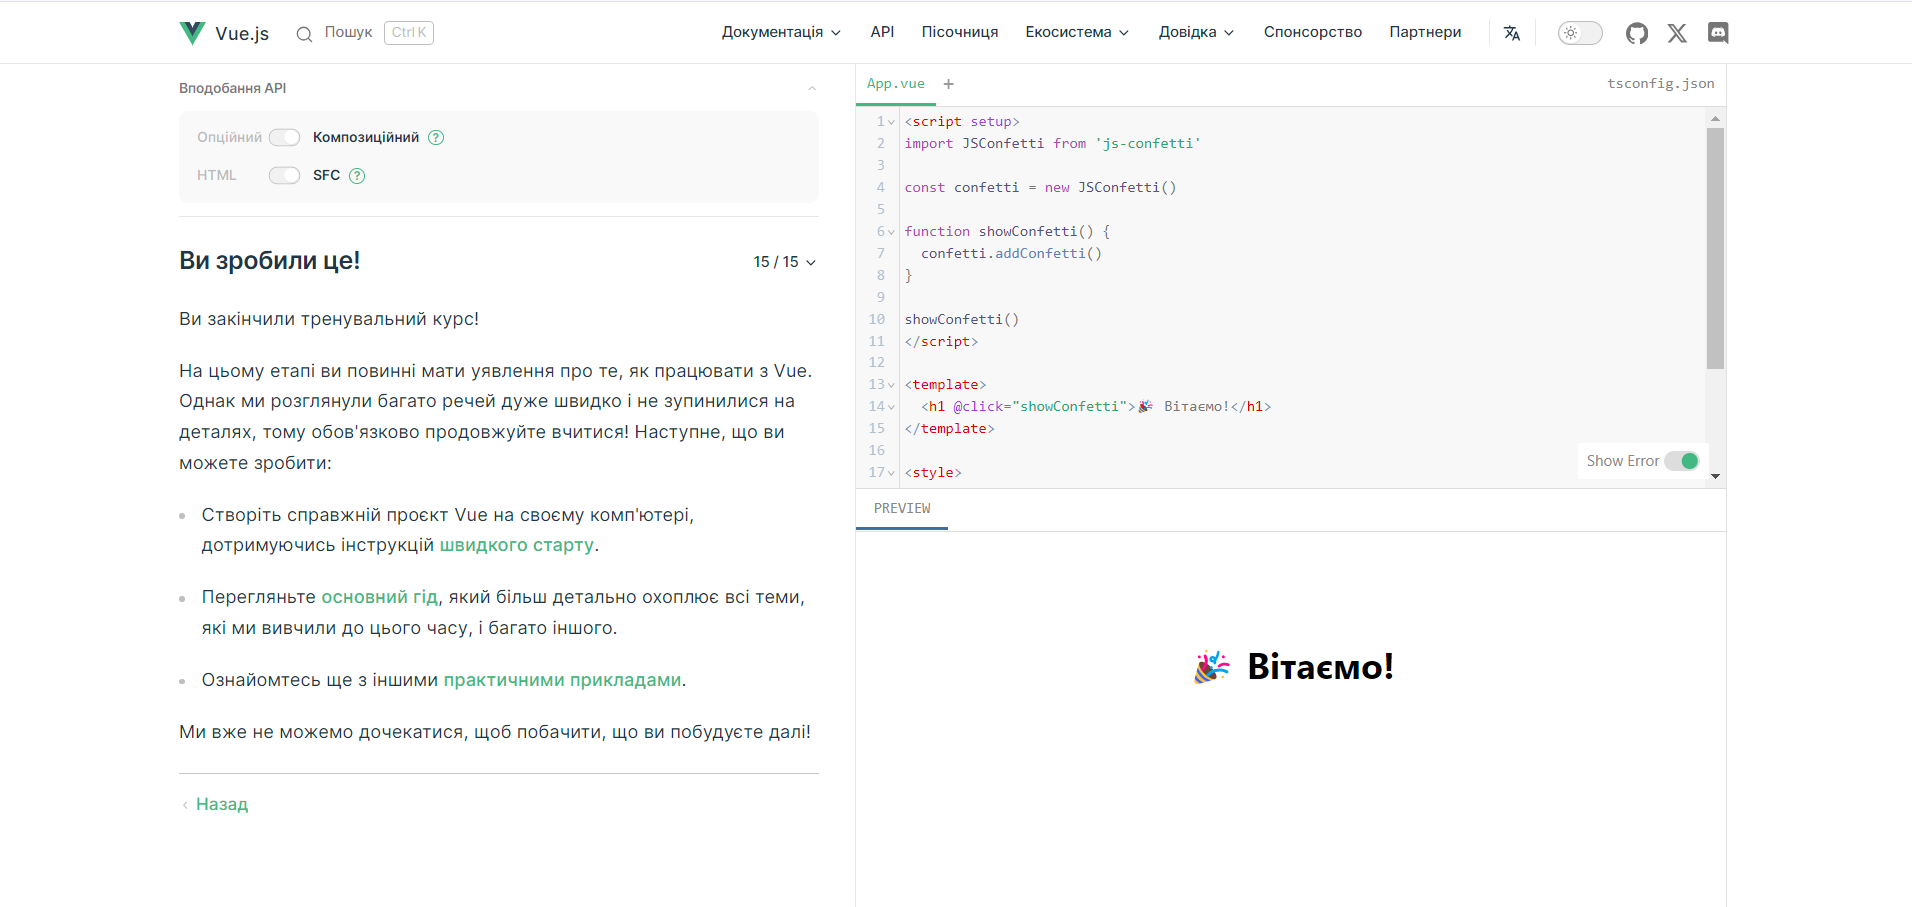 Vue.js Пошук Ctrl K Документація API Пісочниця Екосистема Довідка Спонсорство Партнери
Вподобання API
Опційний Композиційний ?
HTML SFC ?
Ви зробили це!
15 / 15
Ви закінчили тренувальний курс!
На цьому етапі ви повинні мати уявлення про те, як працювати з Vue.
Однак ми розглянули багато речей дуже швидко і не зупинилися на
деталях, тому обов'язково продовжуйте вчитися! Наступне, що ви
можете зробити:
Створіть справжній проєкт Vue на своєму комп'ютері,
дотримуючись інструкцій швидкого старту.
Перегляньте основний гід, який більш детально охоплює всі теми,
які ми вивчили до цього часу, і багато іншого.
Ознайомтесь ще з іншими практичними прикладами.
Ми вже не можемо дочекатися, щоб побачити, що ви побудуєте далі!
Назад
App.vue + tsconfig.json
1 <script setup>
2 import JSConfetti from 'js-confetti'
3
4 const confetti = new JSConfetti()
5
6 function showConfetti() {
7 confetti.addConfetti()
8 }
9
10 showConfetti()
11 </script>
12
13 <template>
14 <h1 @click="showConfetti">🎉 Вітаємо!</h1>
15 </template>
16
17 <style>
Show Error
PREVIEW
🎉 Вітаємо!